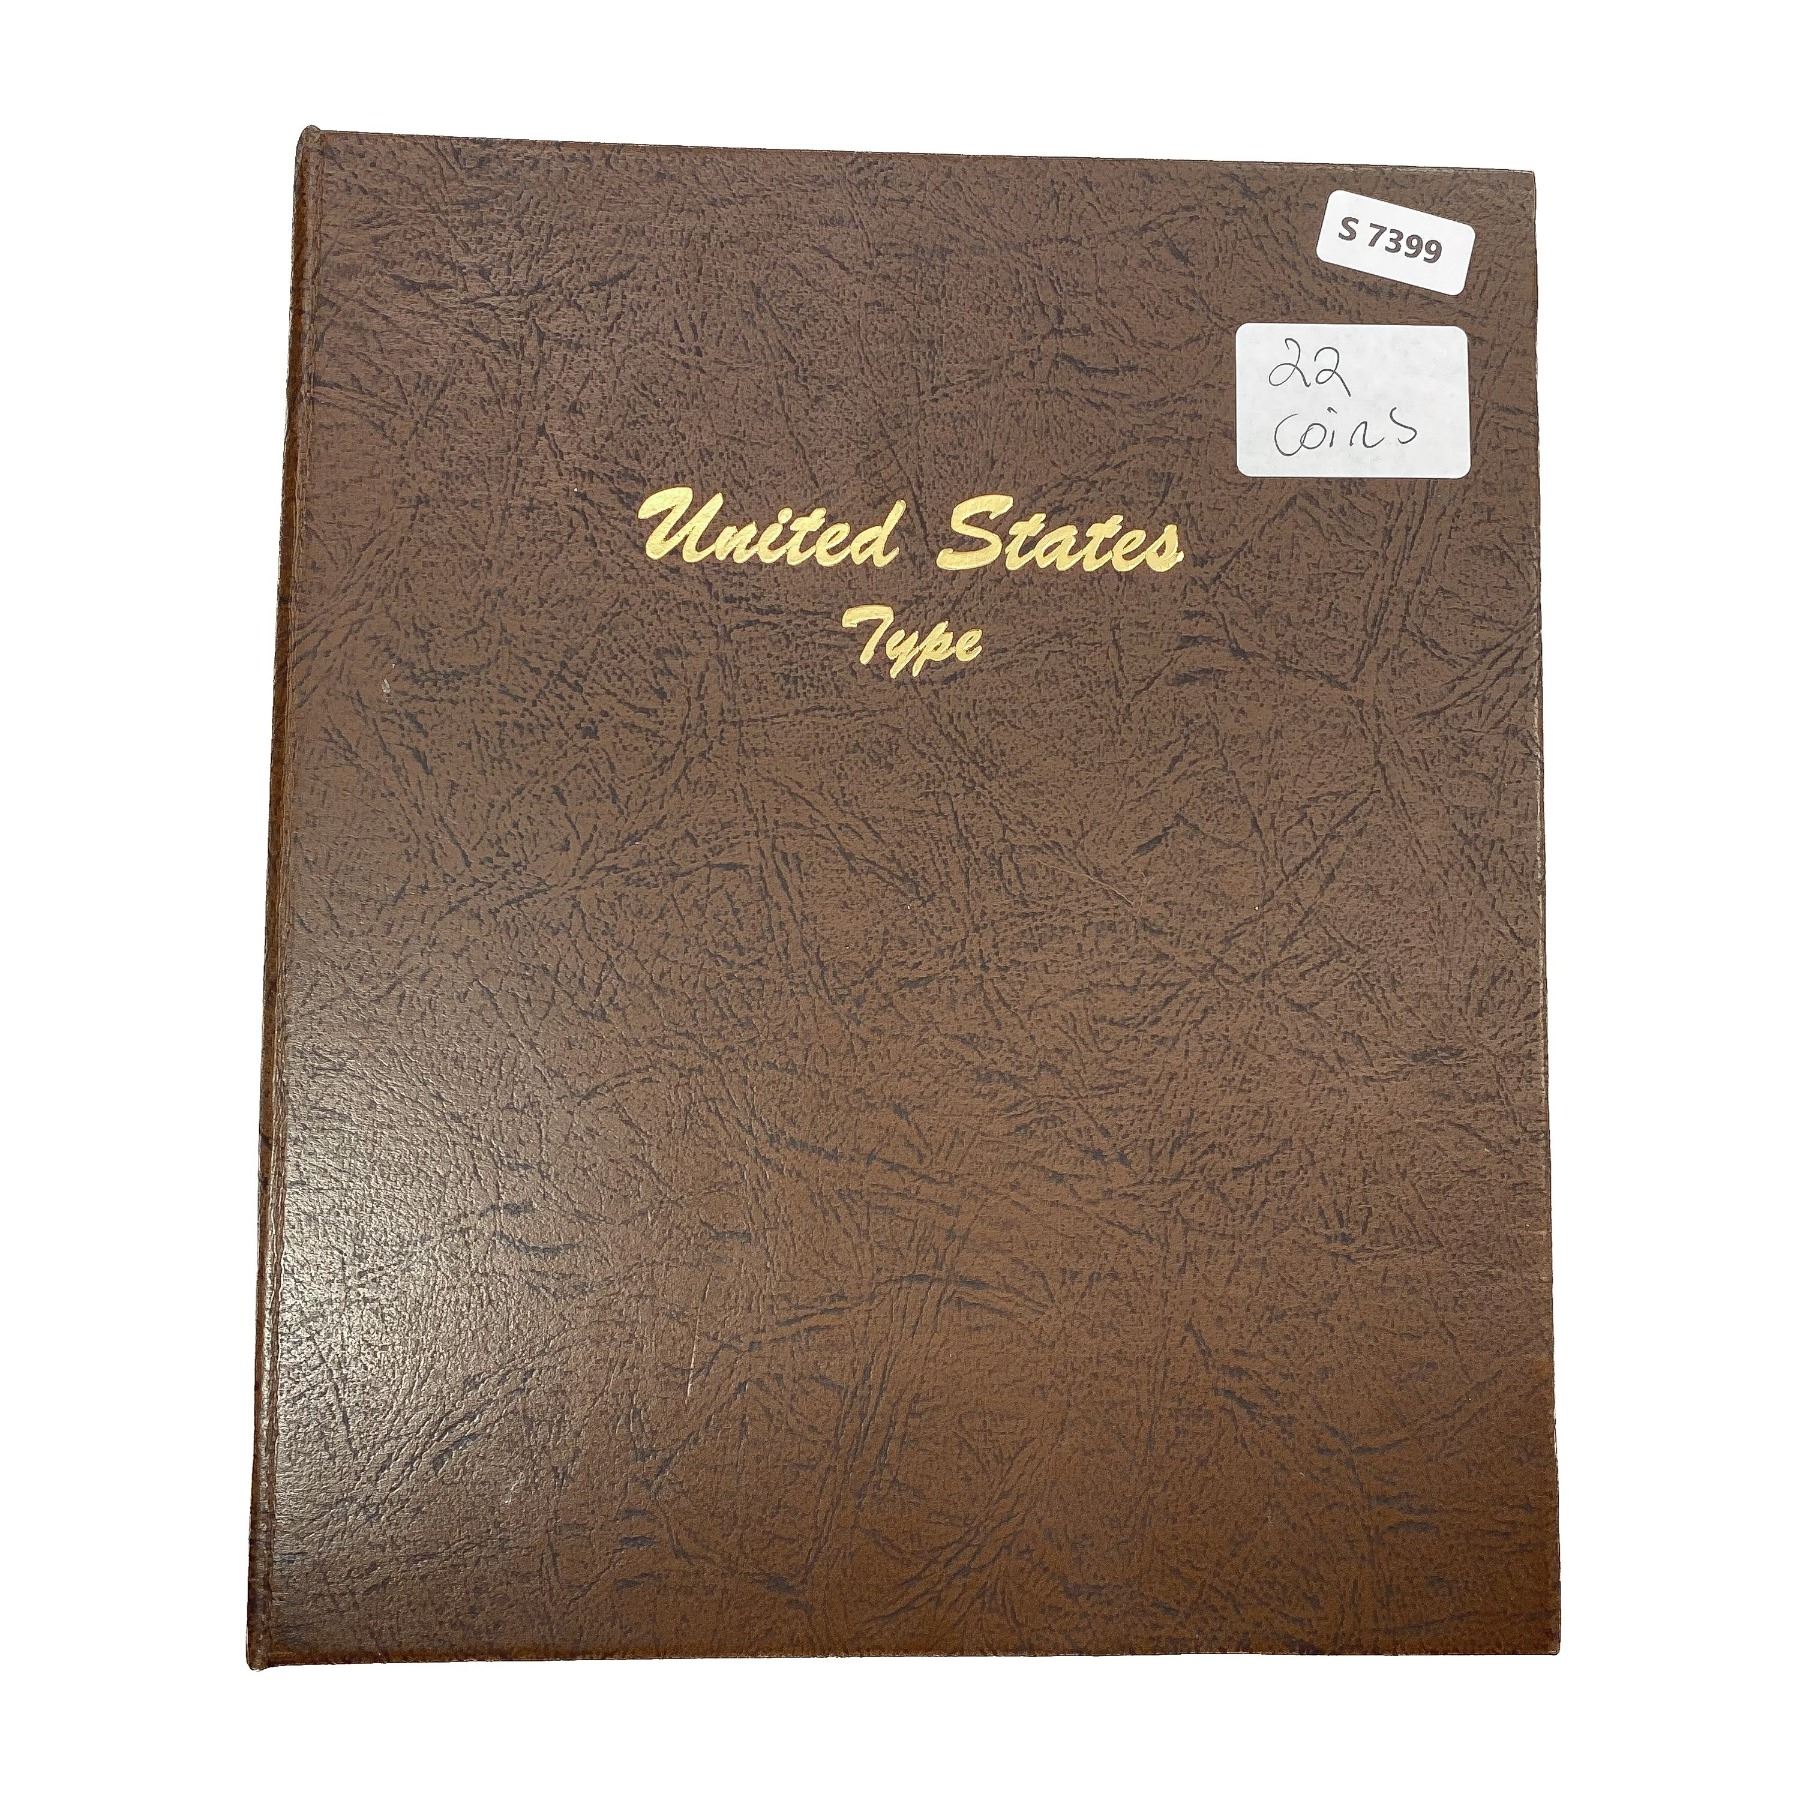 S 7399
22
coins
United States
Type